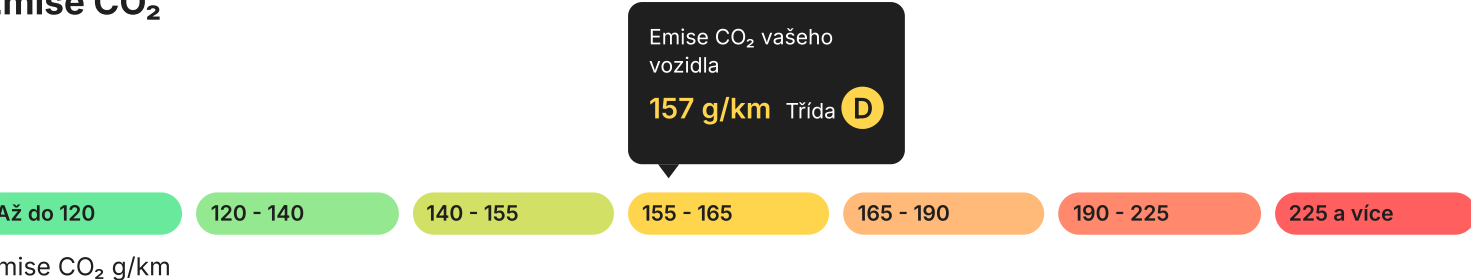 Emise CO₂
Emise CO₂ vašeho
vozidla
157 g/km Třída D
Až do 120
120 - 140
140 - 155
155 - 165
165 - 190
190 - 225
225 a více
mise CO₂ g/km